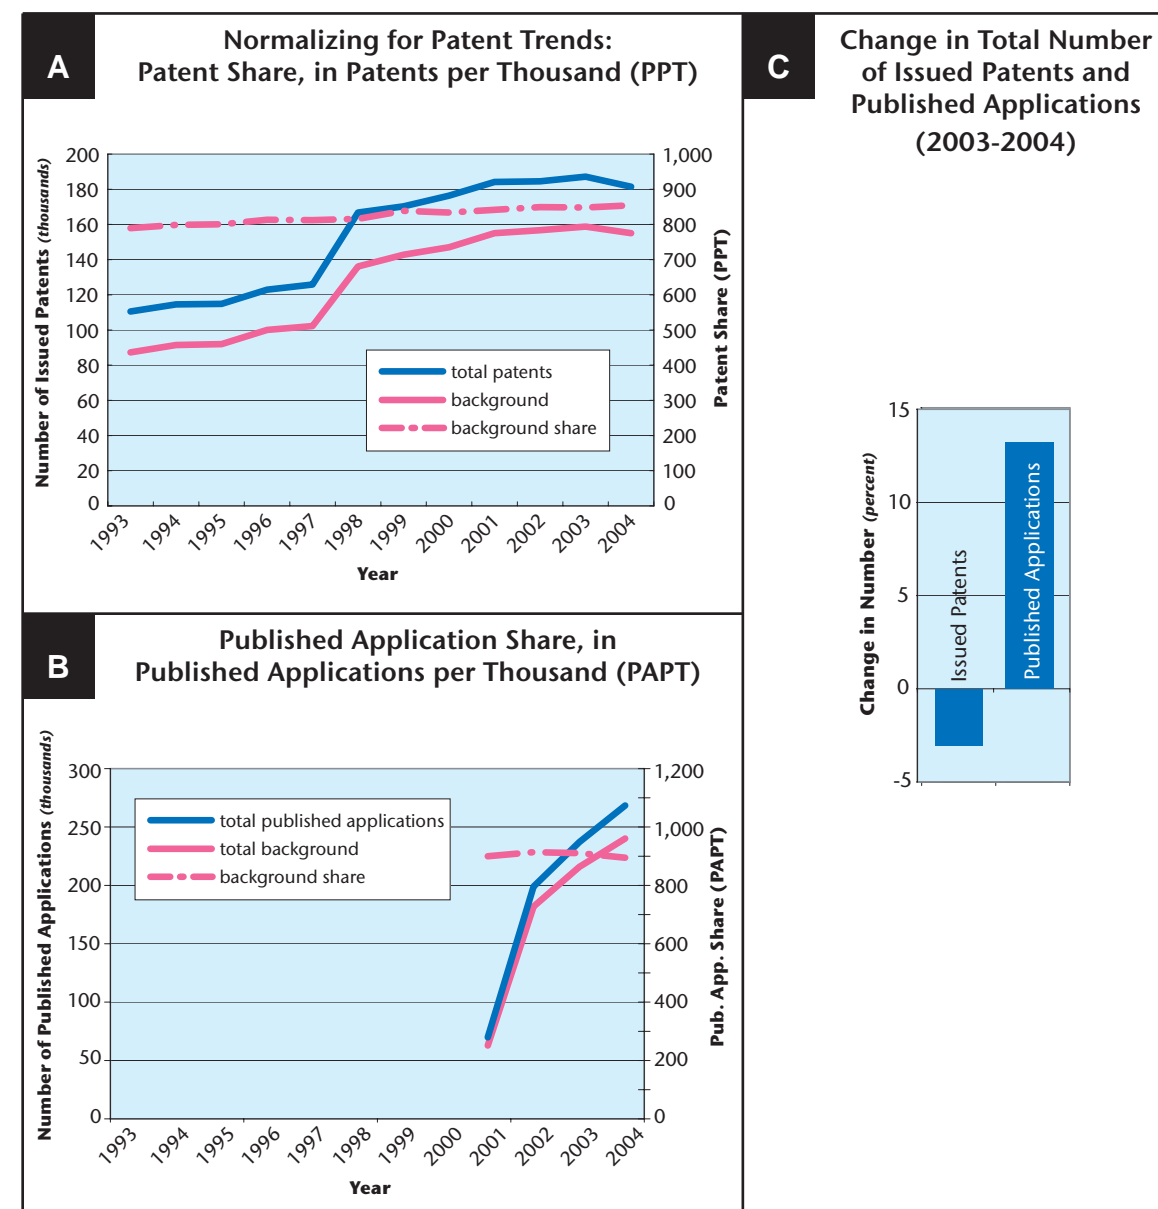 A
Normalizing for Patent Trends:
Patent Share, in Patents per Thousand (PPT)
Number of Issued Patents (thousands)
200
180
160
140
120
100
80
60
40
20
0
1,000
900
800
700
600
500
400
300
200
100
0
Patent Share (PPT)
total patents
background
background share
1993
1994
1995
1996
1997
1998
1999
2000
2001
2002
2003
2004
Year
B
Published Application Share, in
Published Applications per Thousand (PAPT)
Number of Published Applications (thousands)
300
250
200
150
100
50
0
1,200
1,000
800
600
400
200
0
Pub. App. Share (PAPT)
total published applications
total background
background share
1993
1994
1995
1996
1997
1998
1999
2000
2001
2002
2003
2004
Year
C
Change in Total Number
of Issued Patents and
Published Applications
(2003-2004)
Change in Number (percent)
15
10
5
0
-5
Issued Patents
Published Applications